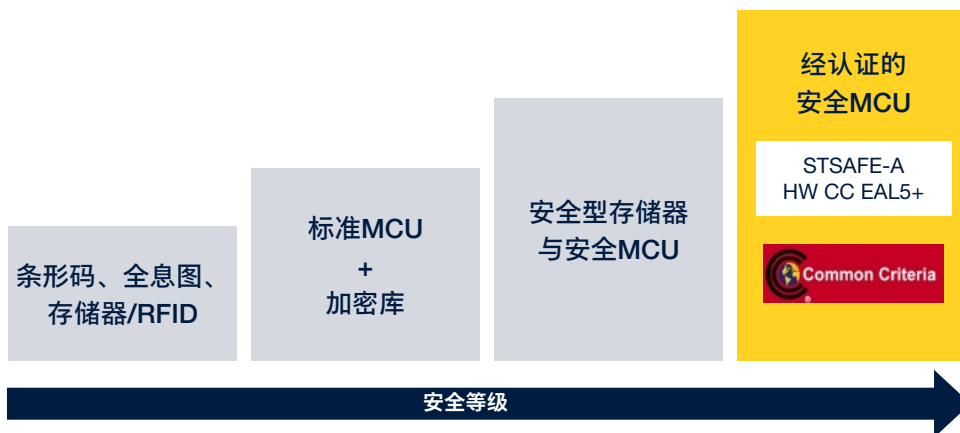 条形码、全息图、
存储器/RFID
标准MCU
+
加密库
安全型存储器
与安全MCU
经认证的
安全MCU
STSAFE-A
HW CC EAL5+
Common Criteria
®
安全等级